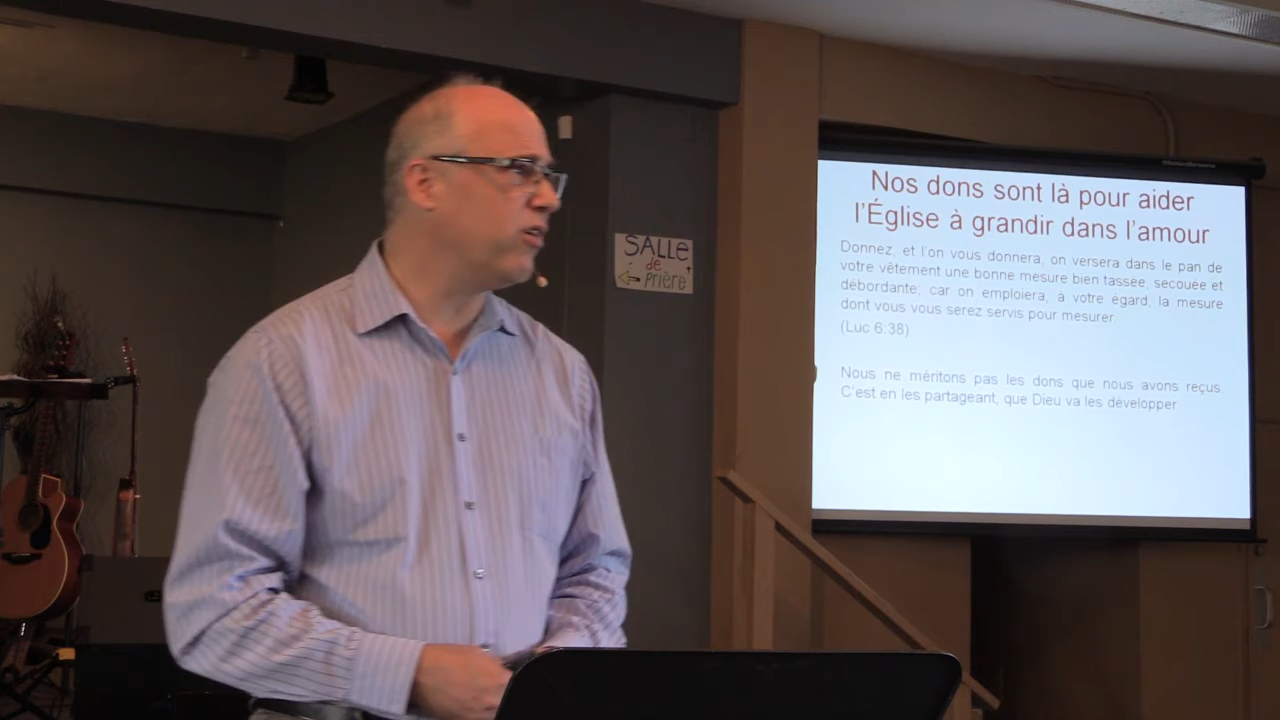 SALLE
de
Prière
Nos dons sont là pour aider
l'Église à grandir dans l'amour
Donnez, et l'on vous donnera, on versera dans le pan de
votre vêtement une bonne mesure bien tassée, secouée et
débordante; car on emploiera, à votre égard, la mesure
dont vous vous serez servis pour mesurer.
(Luc 6:38)
Nous ne méritons pas les dons que nous avons reçus.
C'est en les partageant, que Dieu va les développer.